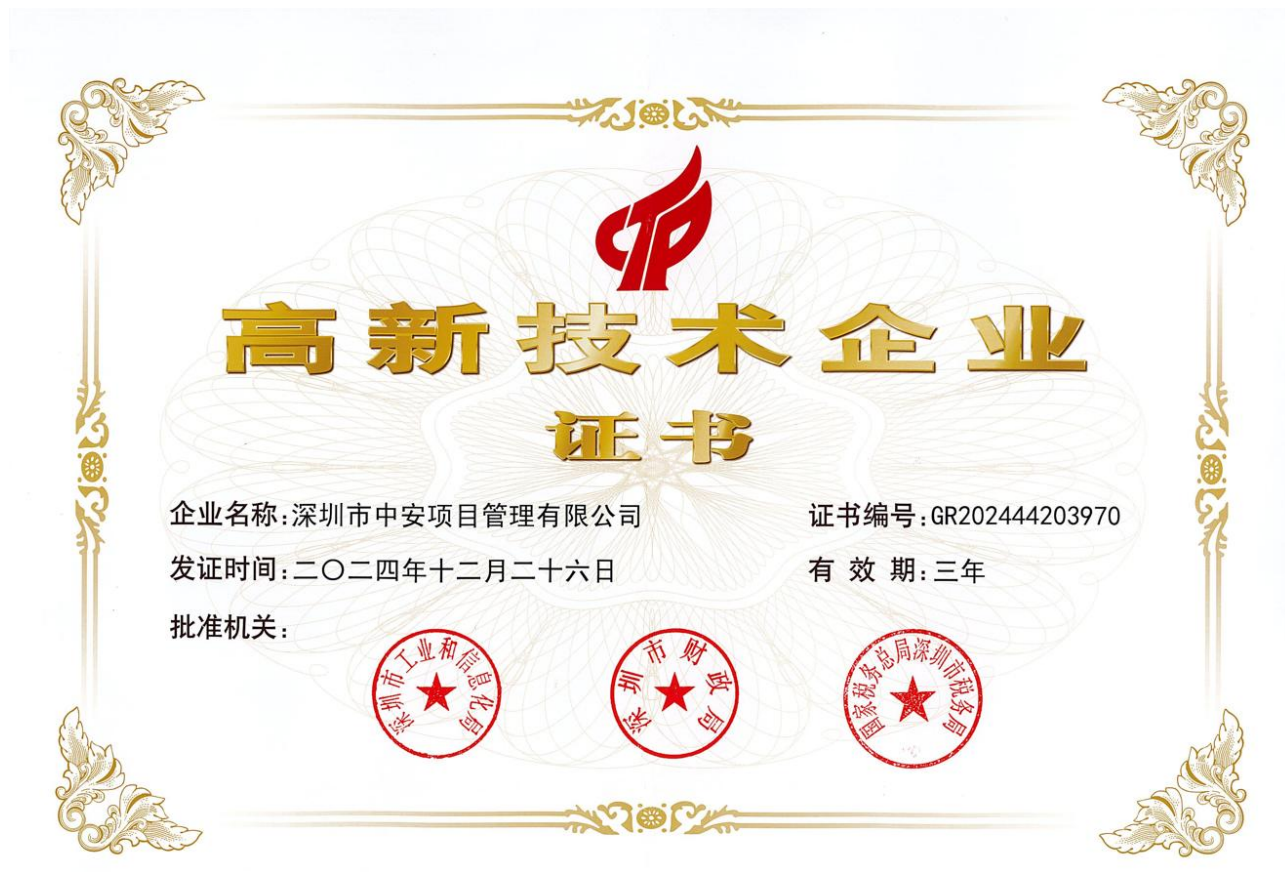 高新技术企业
证书
企业名称:深圳市中安项目管理有限公司 证书编号:GR202444203970
发证时间:二〇二四年十二月二十六日 有 效 期:三年
批准机关:
深圳市工业和信息化局
深圳市财政局
国家税务总局深圳市税务局